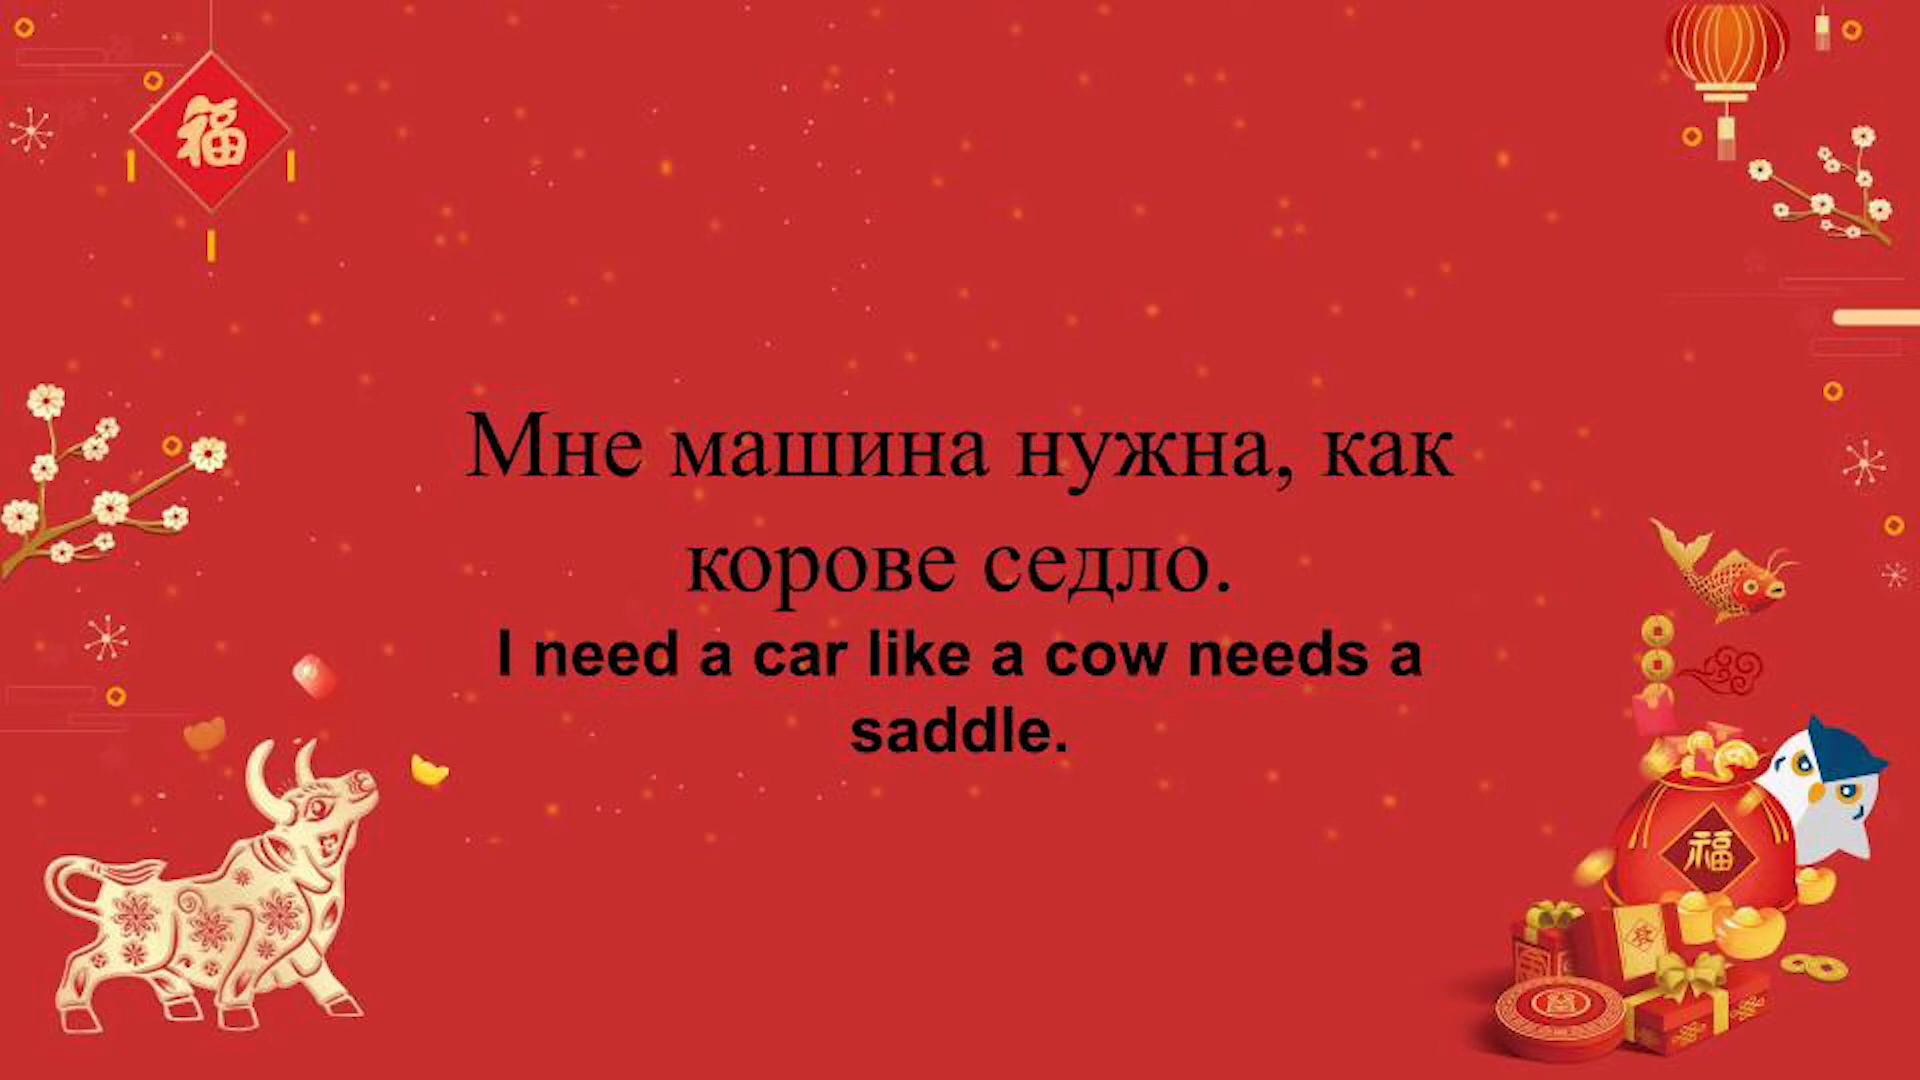 福
Мне машина нужна, как
корове седло.
I need a car like a cow needs a
saddle.
福